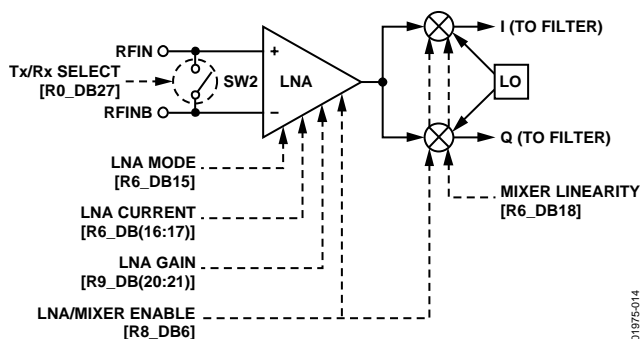 RFIN
I (TO FILTER)
+
Tx/Rx SELECT
[R0_DB27]
SW2
LNA
LO
RFINB
−
Q (TO FILTER)
LNA MODE
[R6_DB15]
MIXER LINEARITY
[R6_DB18]
LNA CURRENT
[R6_DB(16:17)]
LNA GAIN
[R9_DB(20:21)]
LNA/MIXER ENABLE
[R8_DB6]
01975-014